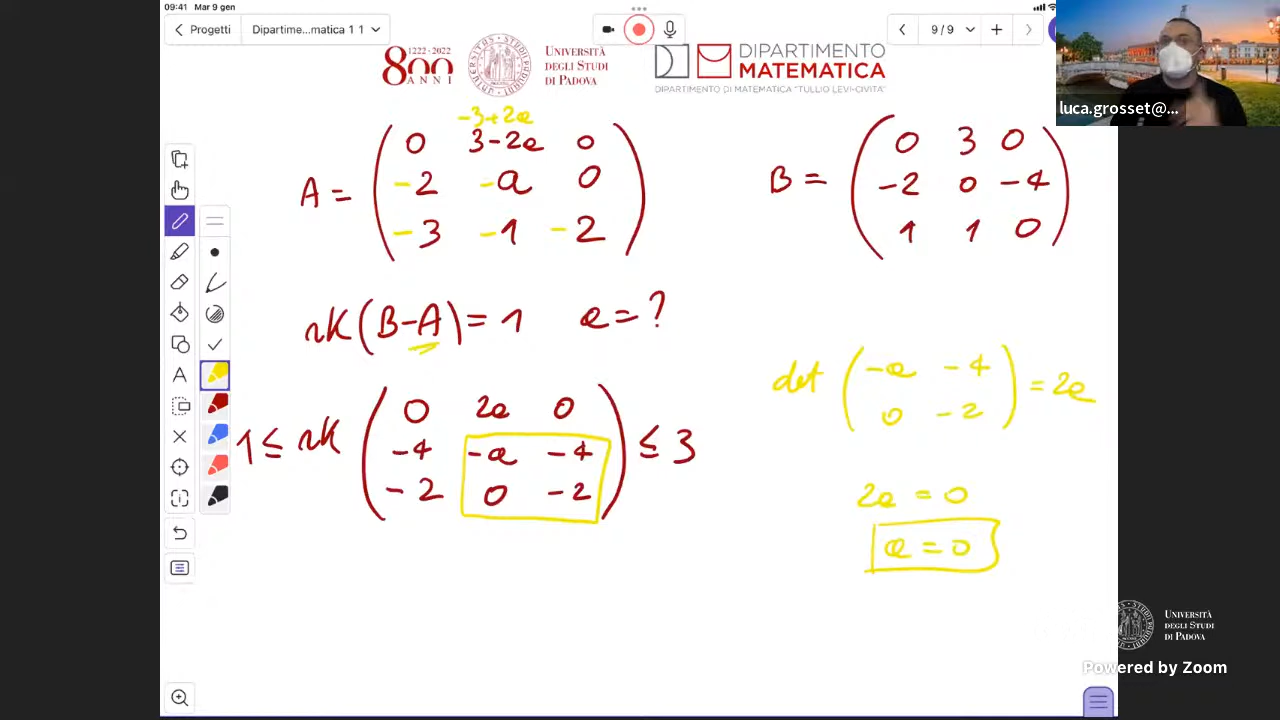 09:41 Mar 9 gen
Progetti
Dipartime...matica 1 1
9/9
1222·2022
800
ANNI
UNIVERSITÀ
DEGLI STUDI
DI PADOVA
DIPARTIMENTO
MATEMATICA
DIPARTIMENTO DI MATEMATICA "TULLIO LEVI-CIVITA"
luca.grosset@...
-3+2a
A = ( 0 3-2a 0
-2 -a 0
-3 -1 -2 )
B = ( 0 3 0
-2 0 -4
1 1 0 )
rk(B-A) = 1 a = ?
1 ≤ rk ( 0 2a 0
-4 -a -4
-2 0 -2 ) ≤ 3
det ( -a -4
0 -2 ) = 2a
2a = 0
a = 0
A
UNIVERSITÀ
DEGLI STUDI
DI PADOVA
Powered by Zoom